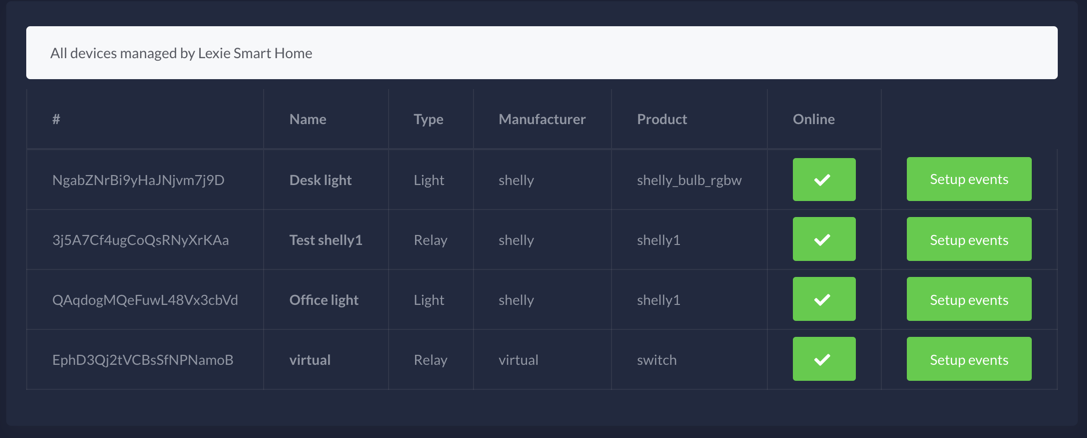 All devices managed by Lexie Smart Home
# Name Type Manufacturer Product Online
NgabZNrBi9yHaJNjvm7j9D Desk light Light shelly shelly_bulb_rgbw Setup events
3j5A7Cf4ugCoQsRNyXrKAa Test shelly1 Relay shelly shelly1 Setup events
QAqdogMQeFuwL48Vx3cbVd Office light Light shelly shelly1 Setup events
EphD3Qj2tVCBsSfNPNamoB virtual Relay virtual switch Setup events